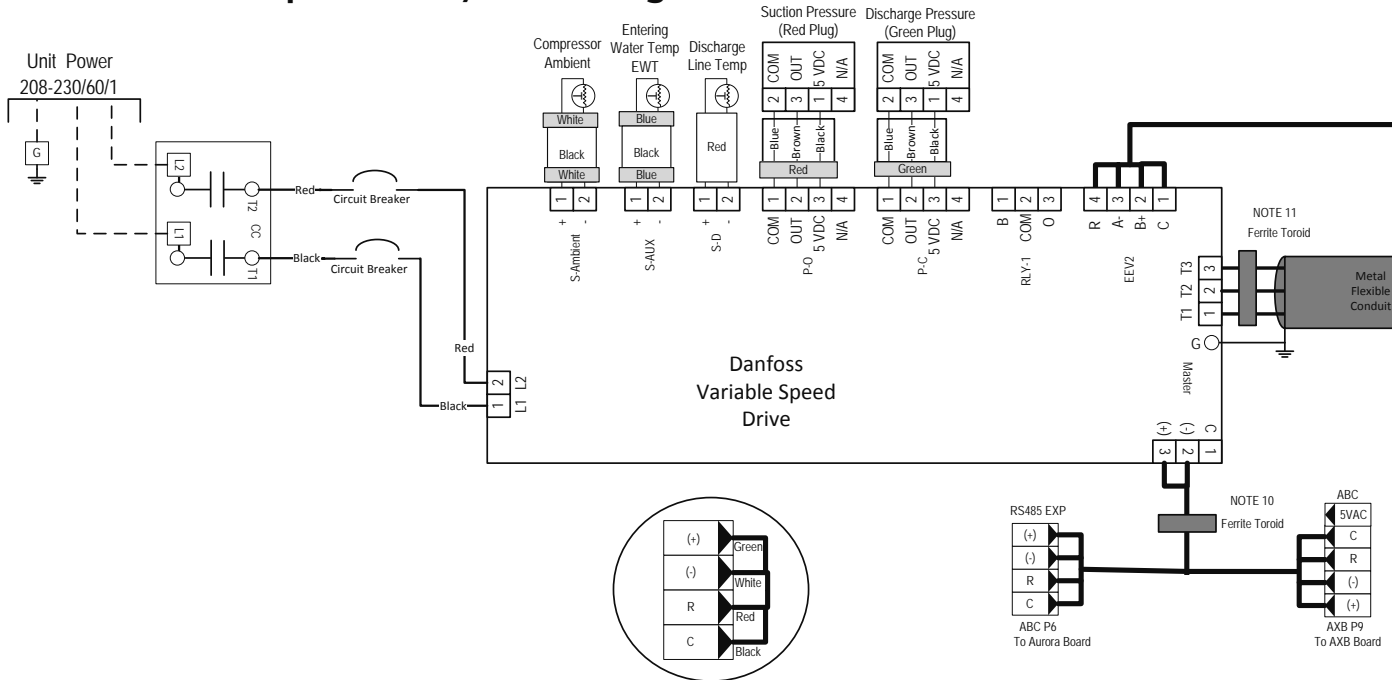 Unit Power
208-230/60/1
G
L2
T2
CC
L1
T1
Red
Circuit Breaker
Black
Circuit Breaker
Red
Black
2 L2
1 L1
Compressor
Ambient
White
Black
White
1 2
+ -
S-Ambient
Entering
Water Temp
EWT
Blue
Black
Blue
1 2
+ -
S-AUX
Discharge
Line Temp
Red
1 2
+ -
S-D
Suction Pressure
(Red Plug)
COM OUT 5 VDC N/A
2 3 1 4
Blue Brown Black
Red
1 2 3 4
COM OUT 5 VDC N/A
P-O
Discharge Pressure
(Green Plug)
COM OUT 5 VDC N/A
2 3 1 4
Blue Brown Black
Green
1 2 3 4
COM OUT 5 VDC N/A
P-C
1 2 3
B COM O
RLY-1
4 3 2 1
R A- B+ C
EEV2
NOTE 11
Ferrite Toroid
Metal
Flexible
Conduit
T3 3
T2 2
T1 1
G
Master
Danfoss
Variable Speed
Drive
(+) (-) C
3 2 1
NOTE 10
Ferrite Toroid
RS485 EXP
(+)
(-)
R
C
ABC P6
To Aurora Board
ABC
5VAC
C
R
(-)
(+)
AXB P9
To AXB Board
(+)
Green
(-)
White
R
Red
C
Black